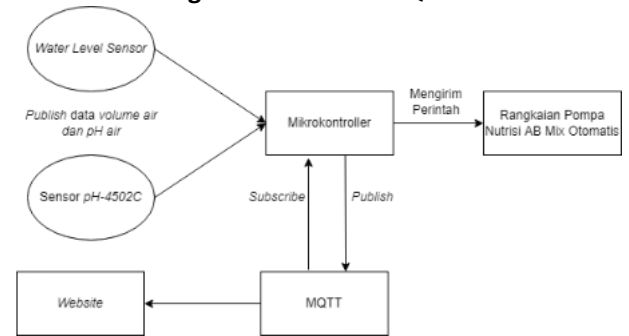 Water Level Sensor
Publish data volume air
dan pH air
Sensor pH-4502C
Mikrokontroller
Mengirim
Perintah
Rangkaian Pompa
Nutrisi AB Mix Otomatis
Subscribe
Publish
Website
MQTT